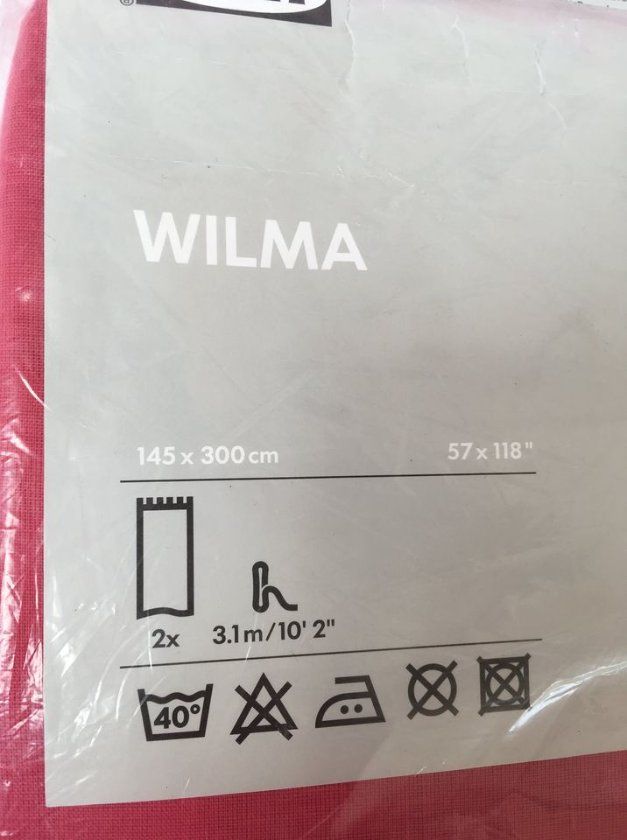 ®
WILMA
145 x 300 cm 57 x 118"
2x 3.1m/10' 2"
40°